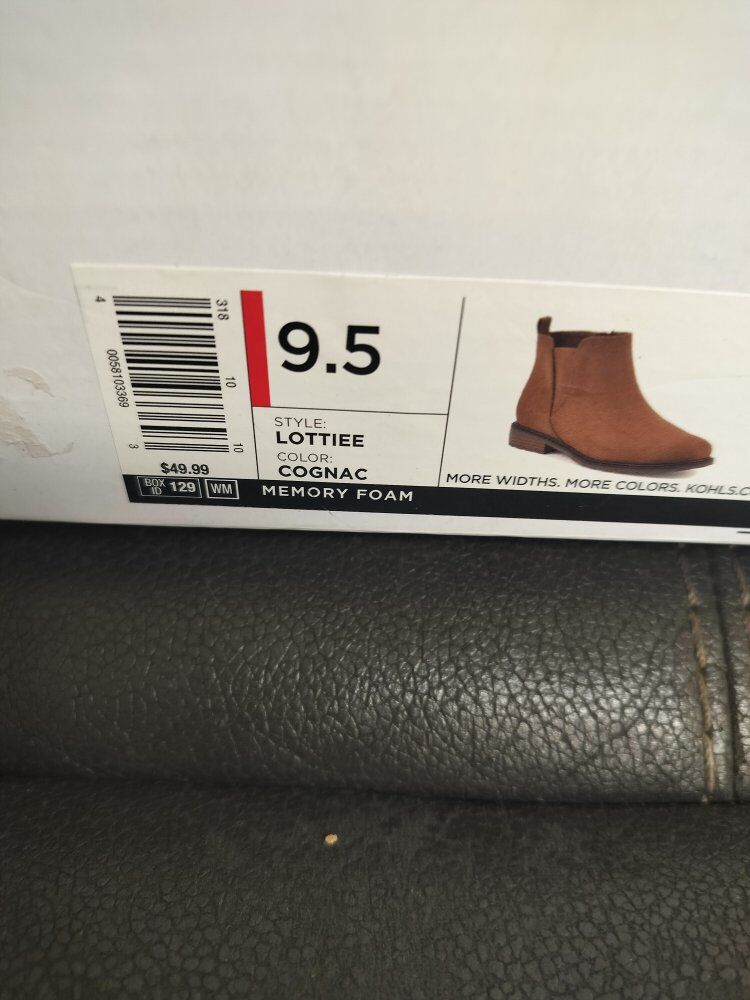 318 10 10
4 0058103369 3
$49.99
BOX ID 129 WM
9.5
STYLE:
LOTTIEE
COLOR:
COGNAC
MEMORY FOAM
MORE WIDTHS. MORE COLORS. KOHLS.C